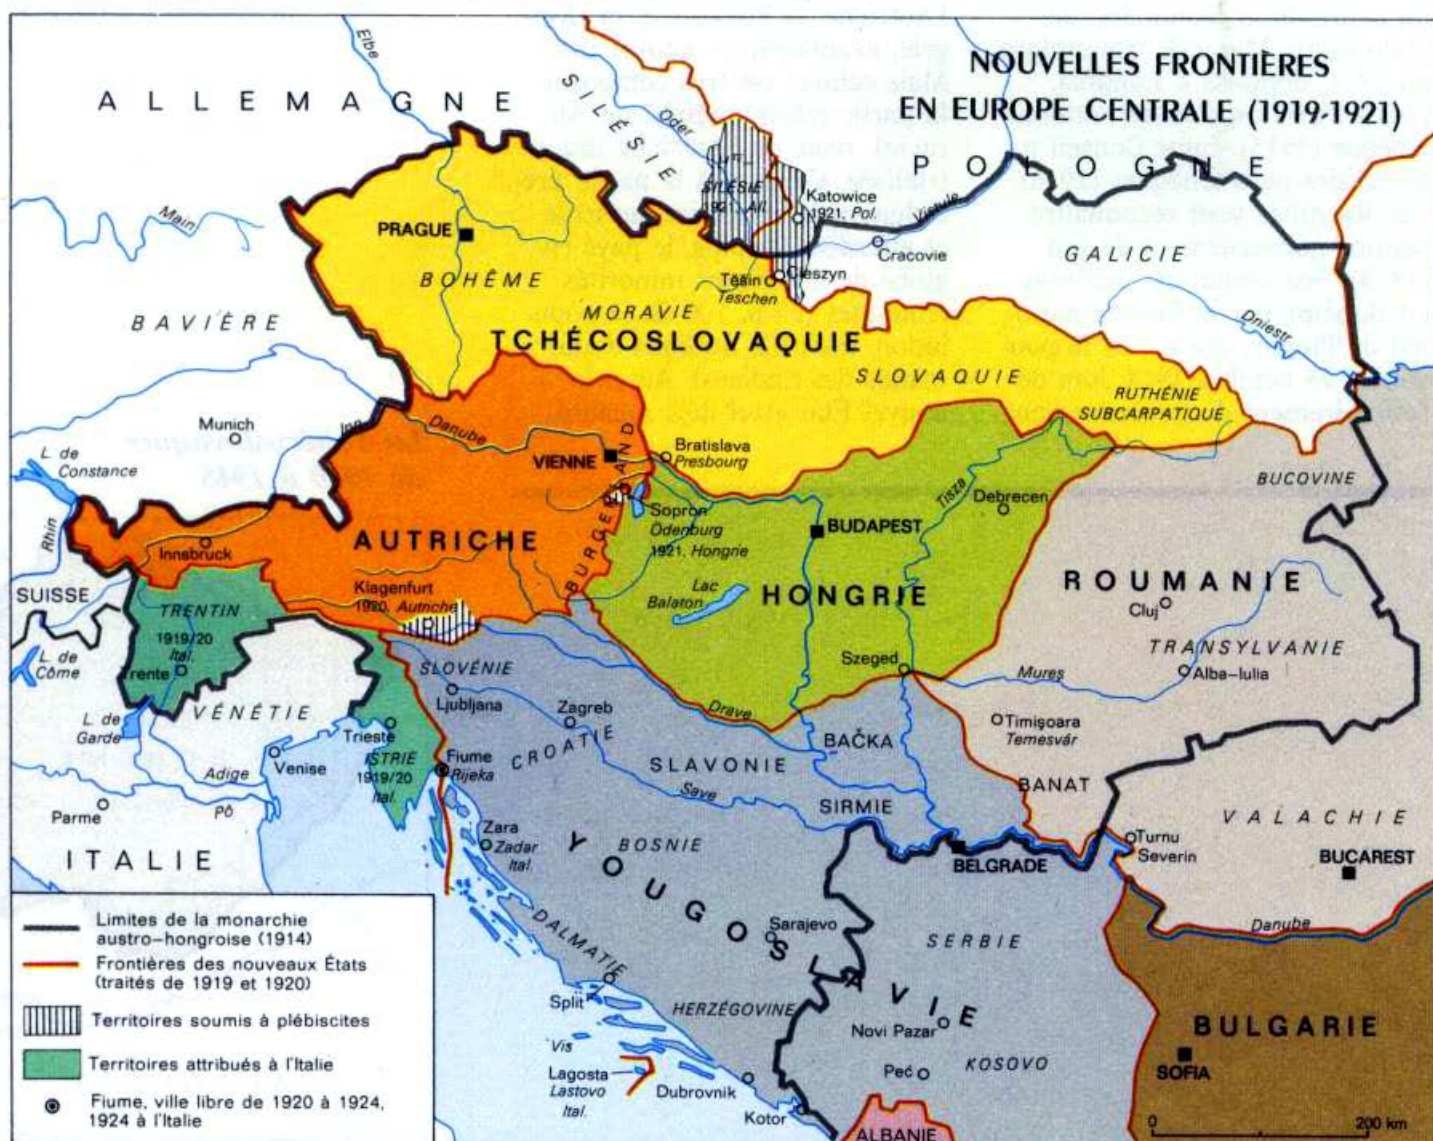 NOUVELLES FRONTIÈRES
EN EUROPE CENTRALE (1919-1921)
ALLEMAGNE
Elbe
SILÉSIE
Oder
POLOGNE
Katowice
1921. Pol.
Cracovie
GALICIE
Main
PRAGUE
BOHÊME
Tĕsin
Teschen
Cieszyn
MORAVIE
TCHÉCOSLOVAQUIE
SLOVAQUIE
RUTHÉNIE
SUBCARPATIQUE
Dniestr
BAVIÈRE
Munich
Danube
VIENNE
Bratislava
Presbourg
BUCOVINE
L. de
Constance
Rhin
SUISSE
Innsbruck
AUTRICHE
BURGENLAND
Sopron
Ödenburg
1921. Hongrie
BUDAPEST
Tisza
Debrecen
Klagenfurt
1920. Autriche
Lac
Balaton
HONGRIE
ROUMANIE
Cluj
TRANSYLVANIE
Alba-Iulia
TRENTIN
1919/20
Ital.
Trente
L. de
Côme
L. de
Garde
VÉNÉTIE
Trieste
SLOVÉNIE
Ljubljana
Zagreb
CROATIE
Drave
Szeged
Mureș
Timișoara
Temesvár
BAČKA
BANAT
Adige
Venise
ISTRIE
1919/20
Ital.
Fiume
Rijeka
SLAVONIE
Save
SIRMIE
Parme
Pô
ITALIE
Zara
Zadar
Ital.
BOSNIE
YOUGOSLAVIE
BELGRADE
Turnu
Severin
VALACHIE
BUCAREST
Danube
DALMATIE
Sarajevo
SERBIE
Split
HERZÉGOVINE
Novi Pazar
BULGARIE
SOFIA
Vis
Lagosta
Lastovo
Ital.
Dubrovnik
Kotor
Peć
KOSOVO
ALBANIE
0 200 km
Limites de la monarchie
austro-hongroise (1914)
Frontières des nouveaux États
(traités de 1919 et 1920)
Territoires soumis à plébiscites
Territoires attribués à l'Italie
Fiume, ville libre de 1920 à 1924,
1924 à l'Italie